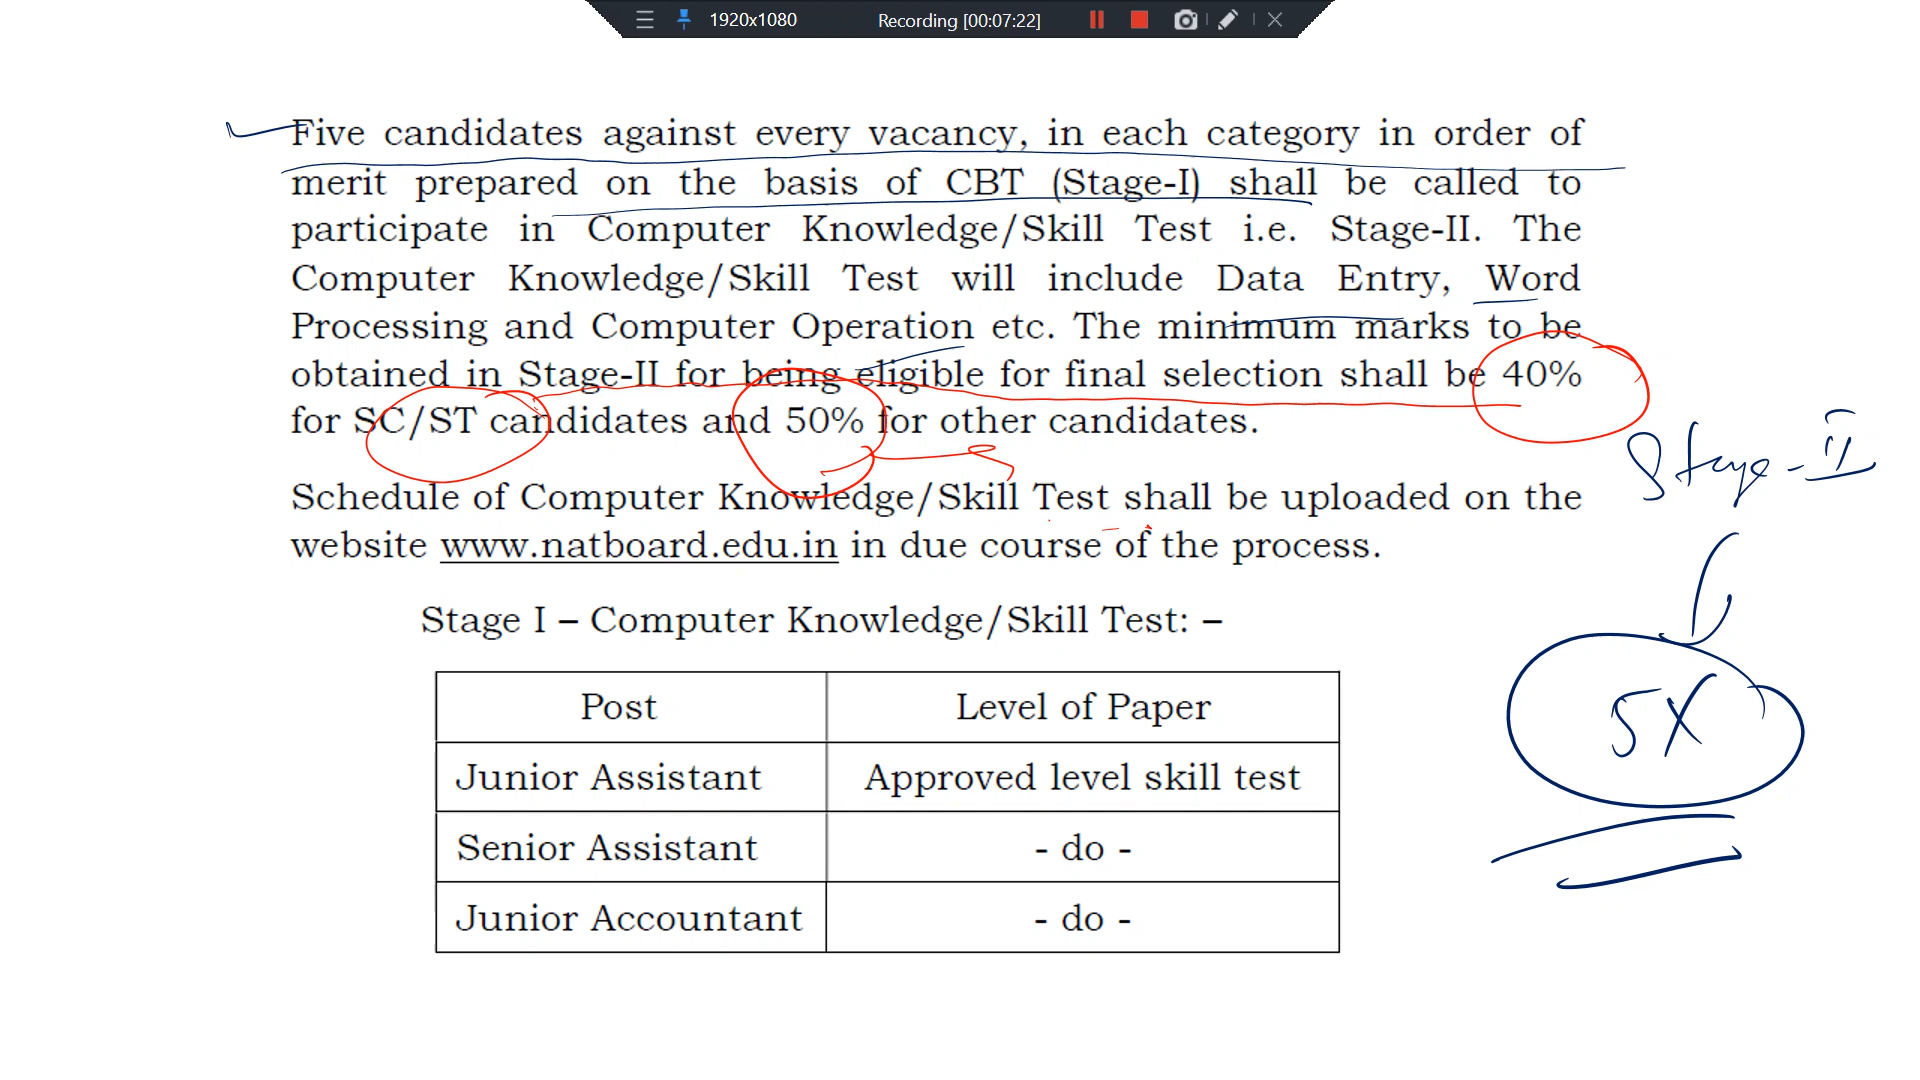 1920x1080 Recording [00:07:22]
Five candidates against every vacancy, in each category in order of
merit prepared on the basis of CBT (Stage-I) shall be called to
participate in Computer Knowledge/Skill Test i.e. Stage-II. The
Computer Knowledge/Skill Test will include Data Entry, Word
Processing and Computer Operation etc. The minimum marks to be
obtained in Stage-II for being eligible for final selection shall be 40%
for SC/ST candidates and 50% for other candidates.
Stage-II
Schedule of Computer Knowledge/Skill Test shall be uploaded on the
website www.natboard.edu.in in due course of the process.
Stage I – Computer Knowledge/Skill Test: –
5X
Post Level of Paper
Junior Assistant Approved level skill test
Senior Assistant - do -
Junior Accountant - do -